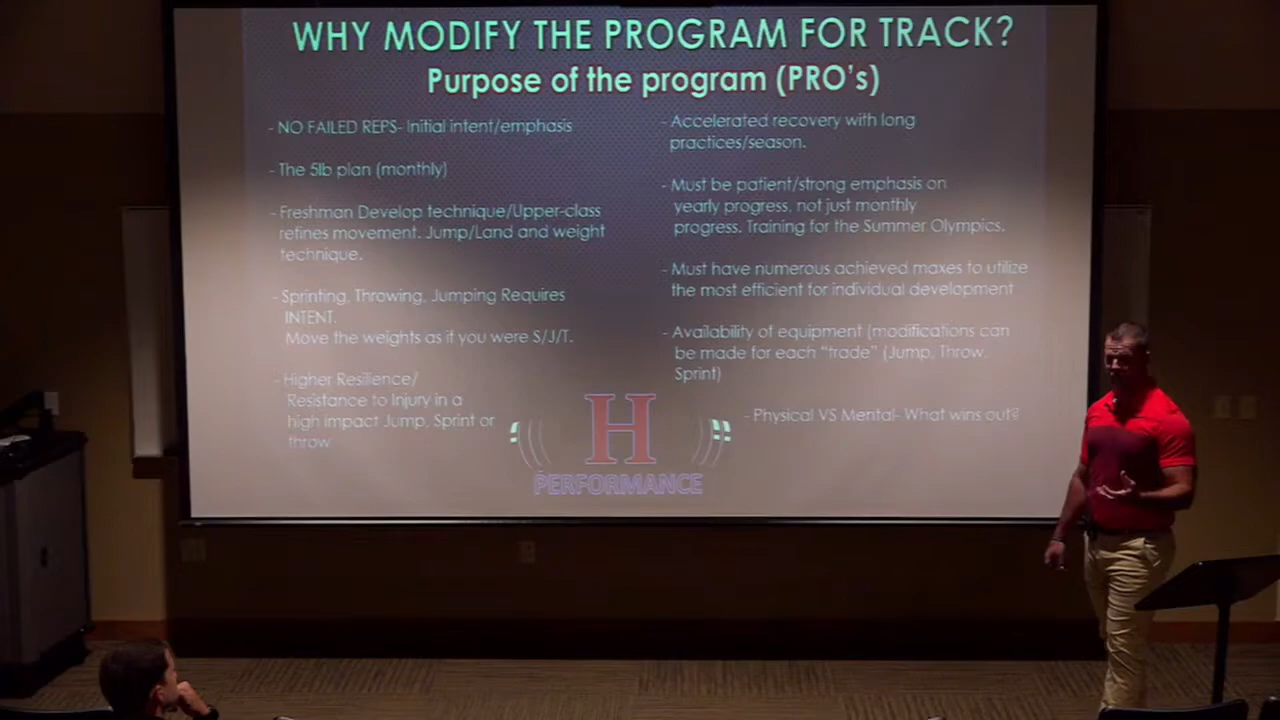 WHY MODIFY THE PROGRAM FOR TRACK?
Purpose of the program (PRO's)
- NO FAILED REPS- Initial intent/emphasis
- The 5lb plan (monthly)
- Freshman Develop technique/Upper-class
refines movement. Jump/Land and weight
technique.
- Sprinting, Throwing, Jumping Requires
INTENT.
Move the weights as if you were S/J/T.
- Higher Resilience/
Resistance to Injury in a
high impact Jump, Sprint or
throw
- Accelerated recovery with long
practices/season.
- Must be patient/strong emphasis on
yearly progress, not just monthly
progress. Training for the Summer Olympics.
- Must have numerous achieved maxes to utilize
the most efficient for individual development
- Availability of equipment (modifications can
be made for each "trade" (Jump, Throw,
Sprint)
- Physical VS Mental- What wins out?
H
PERFORMANCE